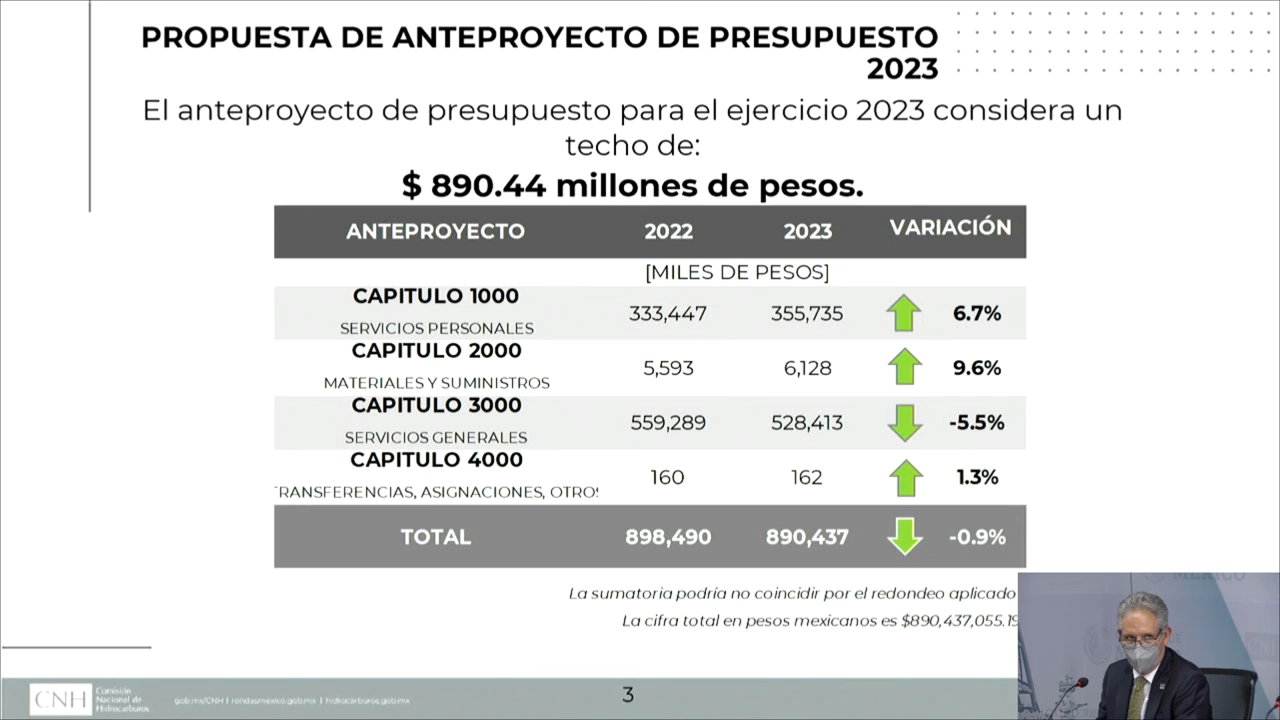 PROPUESTA DE ANTEPROYECTO DE PRESUPUESTO
2023
El anteproyecto de presupuesto para el ejercicio 2023 considera un
techo de:
$ 890.44 millones de pesos.
ANTEPROYECTO 2022 2023 VARIACIÓN
[MILES DE PESOS]
CAPITULO 1000
SERVICIOS PERSONALES 333,447 355,735 6.7%
CAPITULO 2000
MATERIALES Y SUMINISTROS 5,593 6,128 9.6%
CAPITULO 3000
SERVICIOS GENERALES 559,289 528,413 -5.5%
CAPITULO 4000
RANSFERENCIAS, ASIGNACIONES, OTRO 160 162 1.3%
TOTAL 898,490 890,437 -0.9%
La sumatoria podría no coincidir por el redondeo aplicado
La cifra total en pesos mexicanos es $890,437,055.19
MÉXICO
CNH Comisión
Nacional de
Hidrocarburos
gob.mx/CNH | rondasmexico.gob.mx | hidrocarburos.gob.mx
3